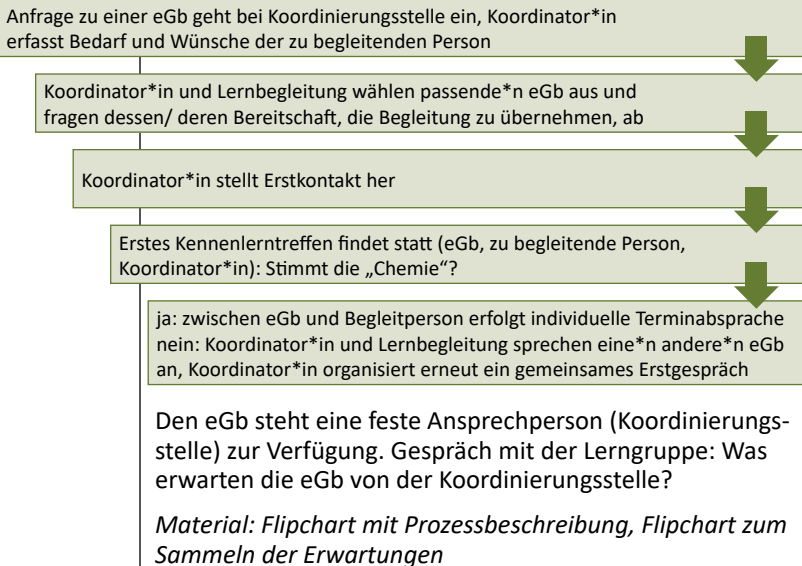 Anfrage zu einer eGb geht bei Koordinierungsstelle ein, Koordinator*in
erfasst Bedarf und Wünsche der zu begleitenden Person
Koordinator*in und Lernbegleitung wählen passende*n eGb aus und
fragen dessen/ deren Bereitschaft, die Begleitung zu übernehmen, ab
Koordinator*in stellt Erstkontakt her
Erstes Kennenlerntreffen findet statt (eGb, zu begleitende Person,
Koordinator*in): Stimmt die „Chemie“?
ja: zwischen eGb und Begleitperson erfolgt individuelle Terminabsprache
nein: Koordinator*in und Lernbegleitung sprechen eine*n andere*n eGb
an, Koordinator*in organisiert erneut ein gemeinsames Erstgespräch
Den eGb steht eine feste Ansprechperson (Koordinierungs-
stelle) zur Verfügung. Gespräch mit der Lerngruppe: Was
erwarten die eGb von der Koordinierungsstelle?
Material: Flipchart mit Prozessbeschreibung, Flipchart zum
Sammeln der Erwartungen